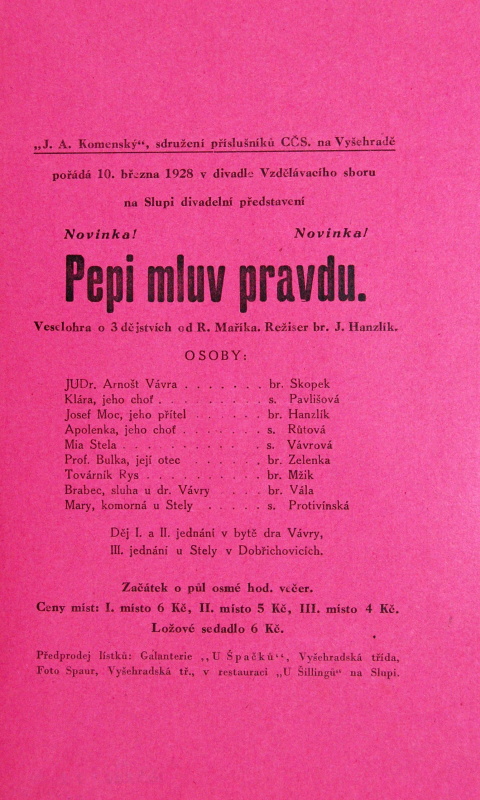 „J. A. Komenský“, sdružení příslušníků CČS. na Vyšehradě
pořádá 10. března 1928 v divadle Vzdělávacího sboru
na Slupi divadelní představení
Novinka! Novinka!
Pepi mluv pravdu.
Veselohra o 3 dějstvích od R. Maříka. Režiser br. J. Hanzlík.
OSOBY:
JUDr. Arnošt Vávra . . . . . . . br. Skopek
Klára, jeho choť . . . . . . . . . s. Pavlišová
Josef Moc, jeho přítel . . . . . . br. Hanzlík
Apolenka, jeho choť . . . . . . . s. Růtová
Mia Stela . . . . . . . . . . . s. Vávrová
Prof. Bulka, její otec . . . . . . . br. Zelenka
Továrník Rys . . . . . . . . . br. Mžik
Brabec, sluha u dr. Vávry . . . br. Vála
Mary, komorná u Stely . . . . . s. Protivínská
Děj I. a II. jednání v bytě dra Vávry,
III. jednání u Stely v Dobřichovicích.
Začátek o půl osmé hod. večer.
Ceny míst: I. místo 6 Kč, II. místo 5 Kč, III. místo 4 Kč.
Ložové sedadlo 6 Kč.
Předprodej lístků: Galanterie „U Špačků“, Vyšehradská třída,
Foto Spaur, Vyšehradská tř., v restauraci „U Šillingů“ na Slupi.